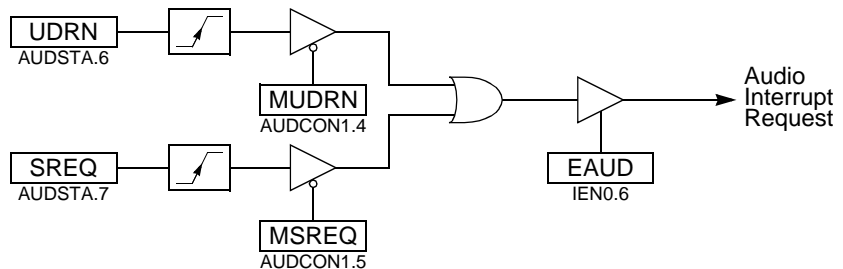 UDRN
AUDSTA.6
MUDRN
AUDCON1.4
Audio
Interrupt
Request
SREQ
AUDSTA.7
EAUD
IEN0.6
MSREQ
AUDCON1.5